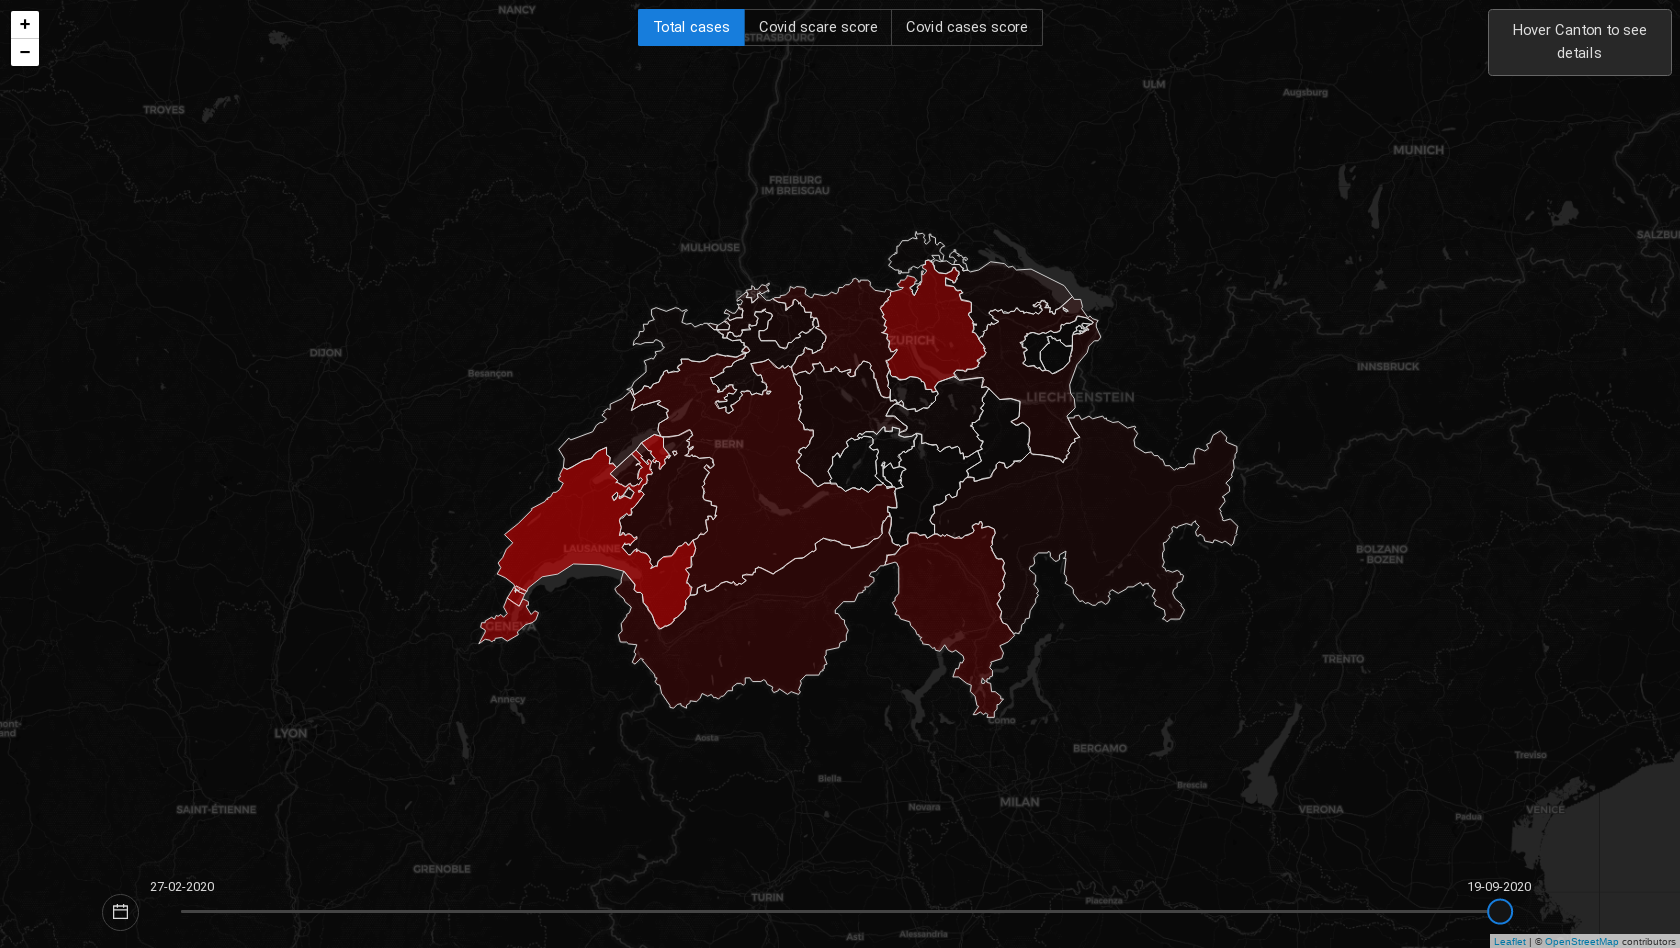 +
−
Total cases
Covid scare score
Covid cases score
Hover Canton to see
details
NANCY
STRASBOURG
ULM
Augsburg
TROYES
MUNICH
FREIBURG
IM BREISGAU
MULHOUSE
SALZBU
ZURICH
DIJON
Besançon
INNSBRUCK
LIECHTENSTEIN
BERN
LAUSANNE
BOLZANO
- BOZEN
GENEVA
TRENTO
Annecy
Como
LYON
Aosta
BERGAMO
Treviso
Biella
Brescia
MILAN
Novara
SAINT-ÉTIENNE
VERONA
VENICE
Padua
GRENOBLE
27-02-2020
19-09-2020
TURIN
Piacenza
Asti
Alessandria
Leaflet | © OpenStreetMap contributors